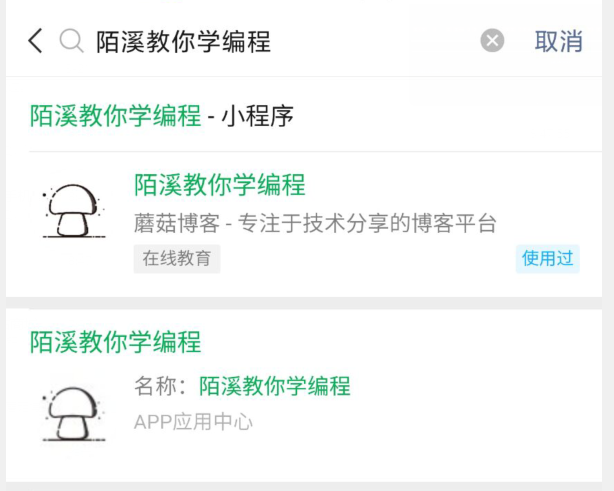 陌溪教你学编程
取消
陌溪教你学编程 - 小程序
陌溪教你学编程
蘑菇博客 - 专注于技术分享的博客平台
在线教育
使用过
陌溪教你学编程
名称：陌溪教你学编程
APP应用中心